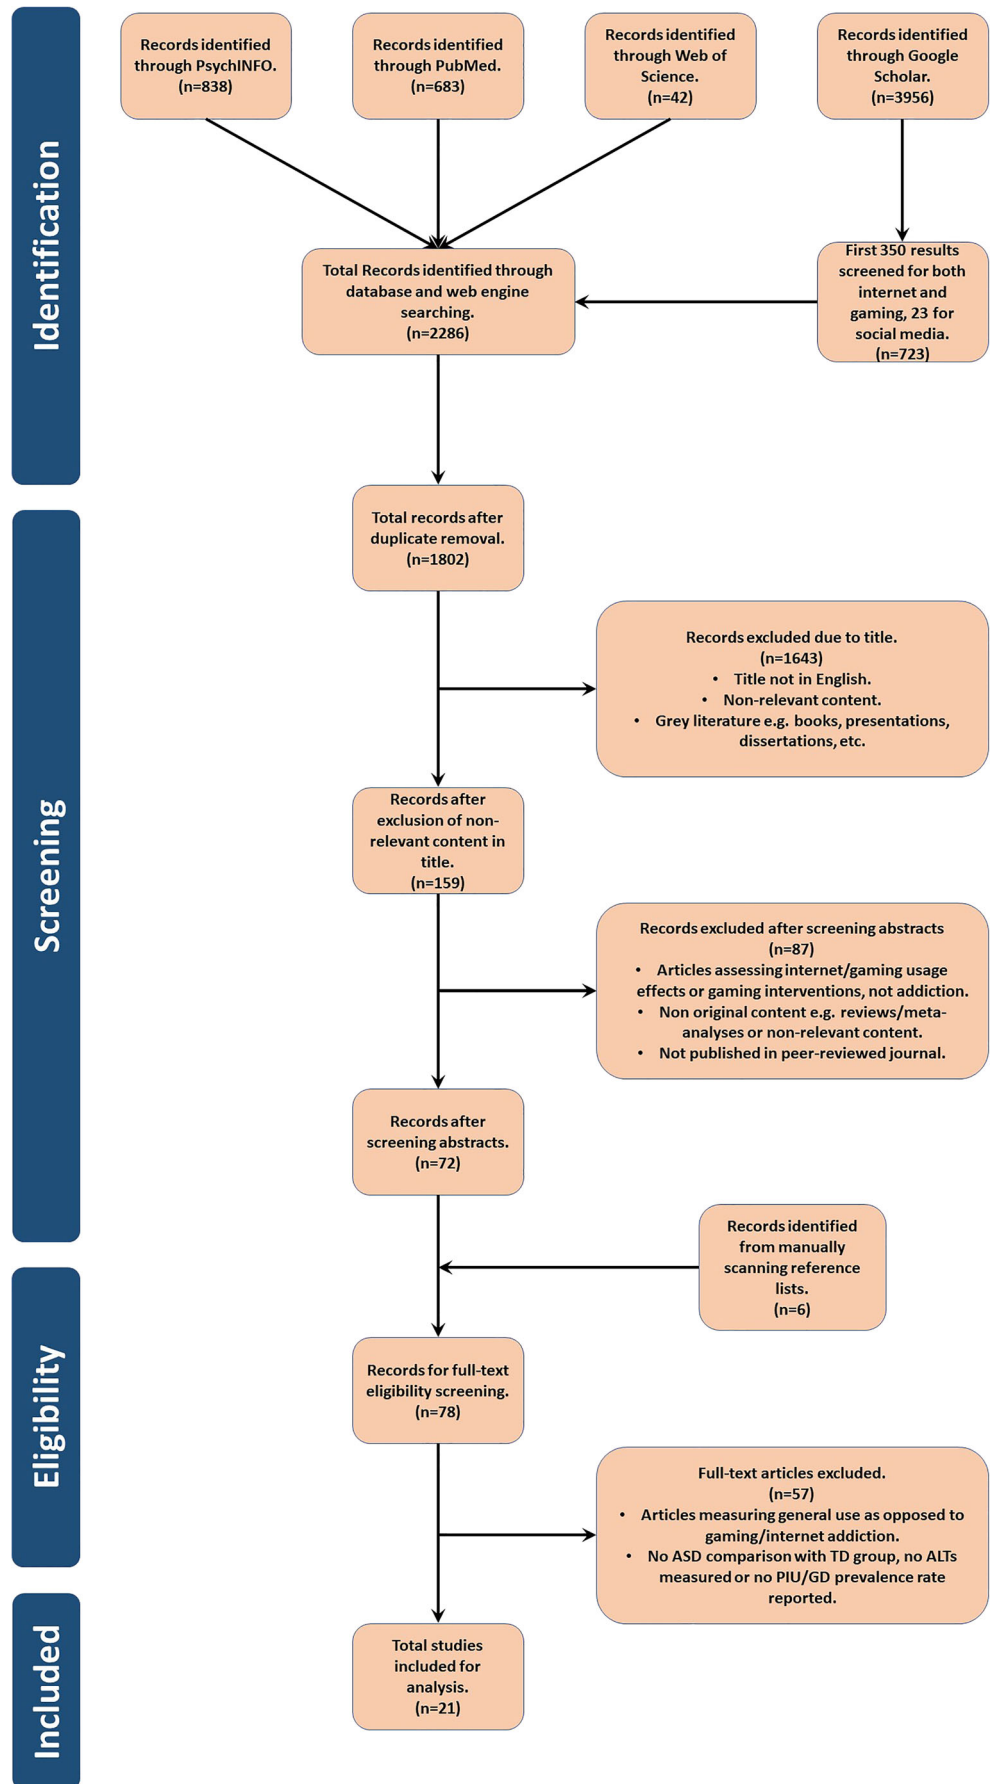 Identification
Records identified
through PsychINFO.
(n=838)
Records identified
through PubMed.
(n=683)
Records identified
through Web of
Science.
(n=42)
Records identified
through Google
Scholar.
(n=3956)
Total Records identified through
database and web engine
searching.
(n=2286)
First 350 results
screened for both
internet and
gaming, 23 for
social media.
(n=723)
Screening
Total records after
duplicate removal.
(n=1802)
Records excluded due to title.
(n=1643)
• Title not in English.
• Non-relevant content.
• Grey literature e.g. books, presentations,
dissertations, etc.
Records after
exclusion of non-
relevant content in
title.
(n=159)
Records excluded after screening abstracts
(n=87)
• Articles assessing internet/gaming usage
effects or gaming interventions, not addiction.
• Non original content e.g. reviews/meta-
analyses or non-relevant content.
• Not published in peer-reviewed journal.
Records after
screening abstracts.
(n=72)
Records identified
from manually
scanning reference
lists.
(n=6)
Eligibility
Records for full-text
eligibility screening.
(n=78)
Full-text articles excluded.
(n=57)
• Articles measuring general use as opposed to
gaming/internet addiction.
• No ASD comparison with TD group, no ALTs
measured or no PIU/GD prevalence rate
reported.
Included
Total studies
included for
analysis.
(n=21)